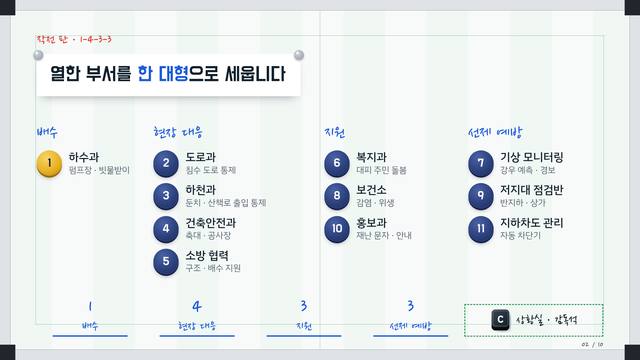 작전 판 · 1-4-3-3
열한 부서를 한 대형으로 세웁니다
배수
1 하수과
펌프장 · 빗물받이
현장 대응
2 도로과
침수 도로 통제
3 하천과
둔치 · 산책로 출입 통제
4 건축안전과
축대 · 공사장
5 소방 협력
구조 · 배수 지원
지원
6 복지과
대피 주민 돌봄
8 보건소
감염 · 위생
10 홍보과
재난 문자 · 안내
선제 예방
7 기상 모니터링
강우 예측 · 경보
9 저지대 점검반
반지하 · 상가
11 지하차도 관리
자동 차단기
1
배수
4
현장 대응
3
지원
3
선제 예방
C 상황실 · 감독석
02 / 10